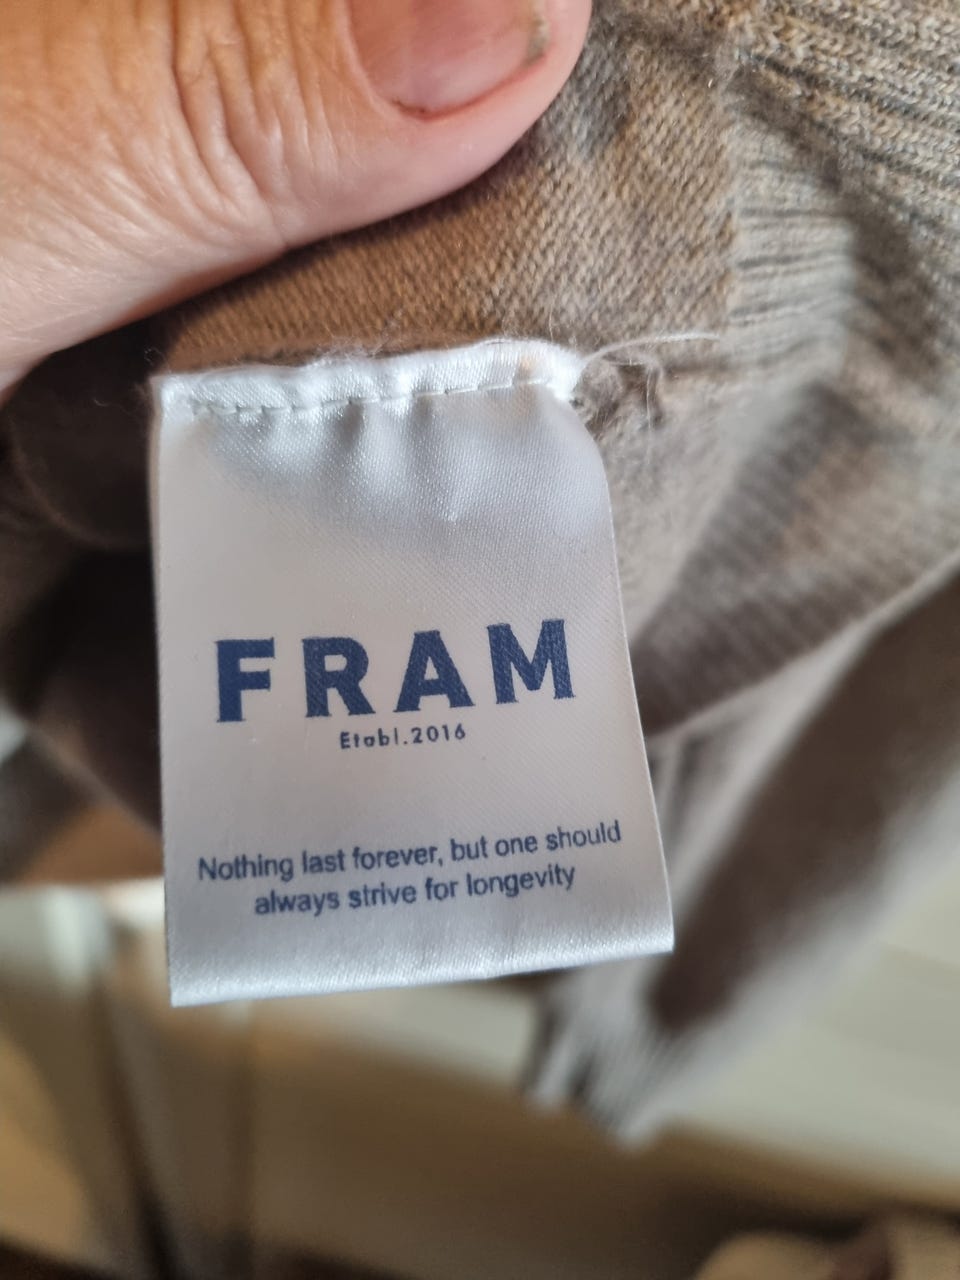 FRAM
Etabl.2016
Nothing last forever, but one should
always strive for longevity